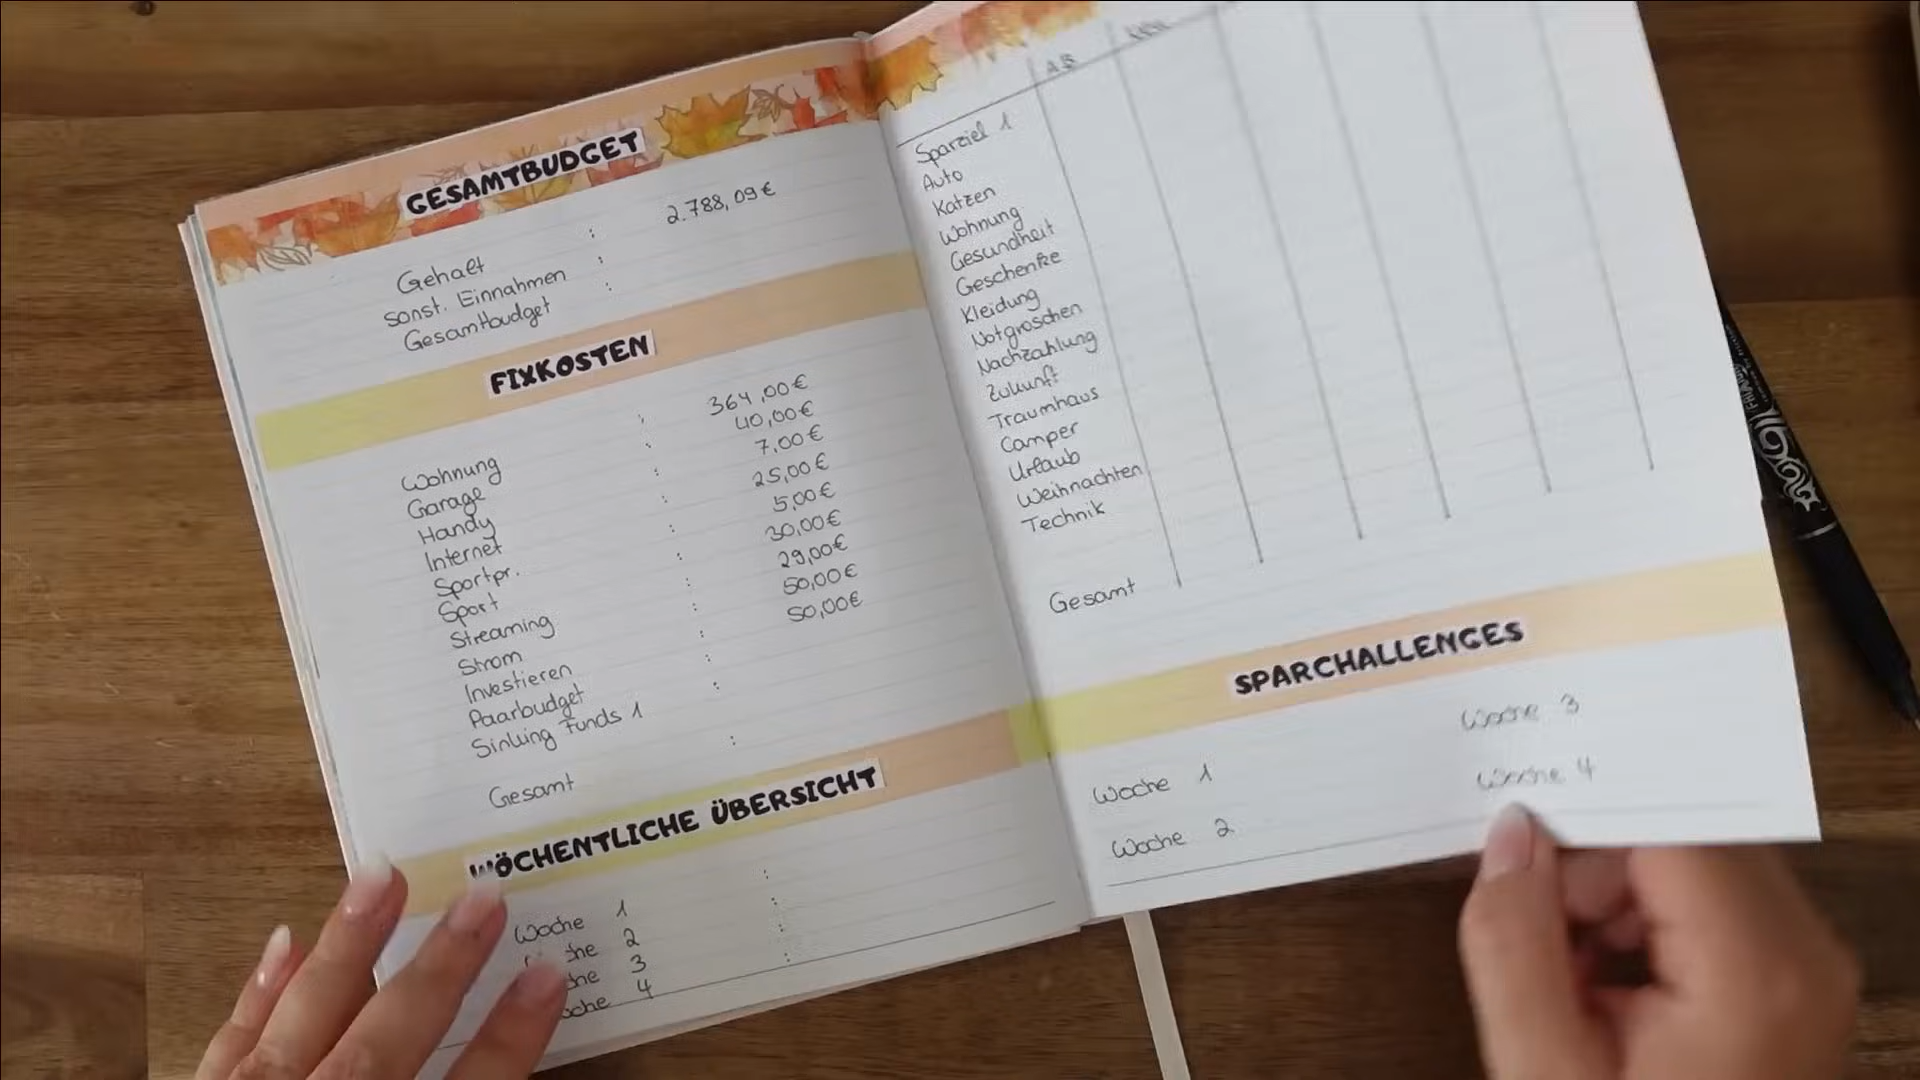 GESAMTBUDGET
Gehalt : 2.788,09€
sonst. Einnahmen :
Gesamtbudget :
FIXKOSTEN
Wohnung : 364,00€
Garage : 40,00€
Handy : 7,00€
Internet : 25,00€
Sportpr. : 5,00€
Sport : 30,00€
Streaming : 29,00€
Strom : 50,00€
Investieren : 50,00€
Paarbudget :
Sinking Funds 1 :
Gesamt :
WÖCHENTLICHE ÜBERSICHT
Woche 1 :
che 2 :
che 3 :
oche 4 :
AB
Sparziel 1
Auto
Katzen
Wohnung
Gesundheit
Geschenke
Kleidung
Notgroschen
Nachzahlung
Zukunft
Traumhaus
Camper
Urlaub
Weihnachten
Technik
Gesamt
SPARCHALLENGES
Woche 1 Woche 3
Woche 2 Woche 4